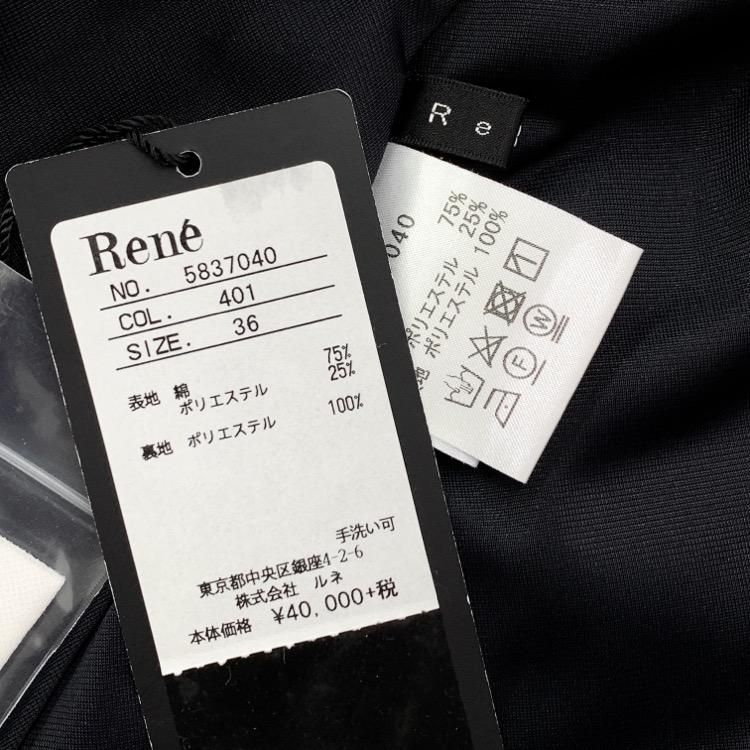 René
NO. 5837040
COL. 401
SIZE. 36
表地 綿 75%
ポリエステル 25%
裏地 ポリエステル 100%
手洗い可
東京都中央区銀座4-2-6
株式会社 ルネ
本体価格 ¥40,000+税
040
75%
ポリエステル 25%
ポリエステル 100%
W
F